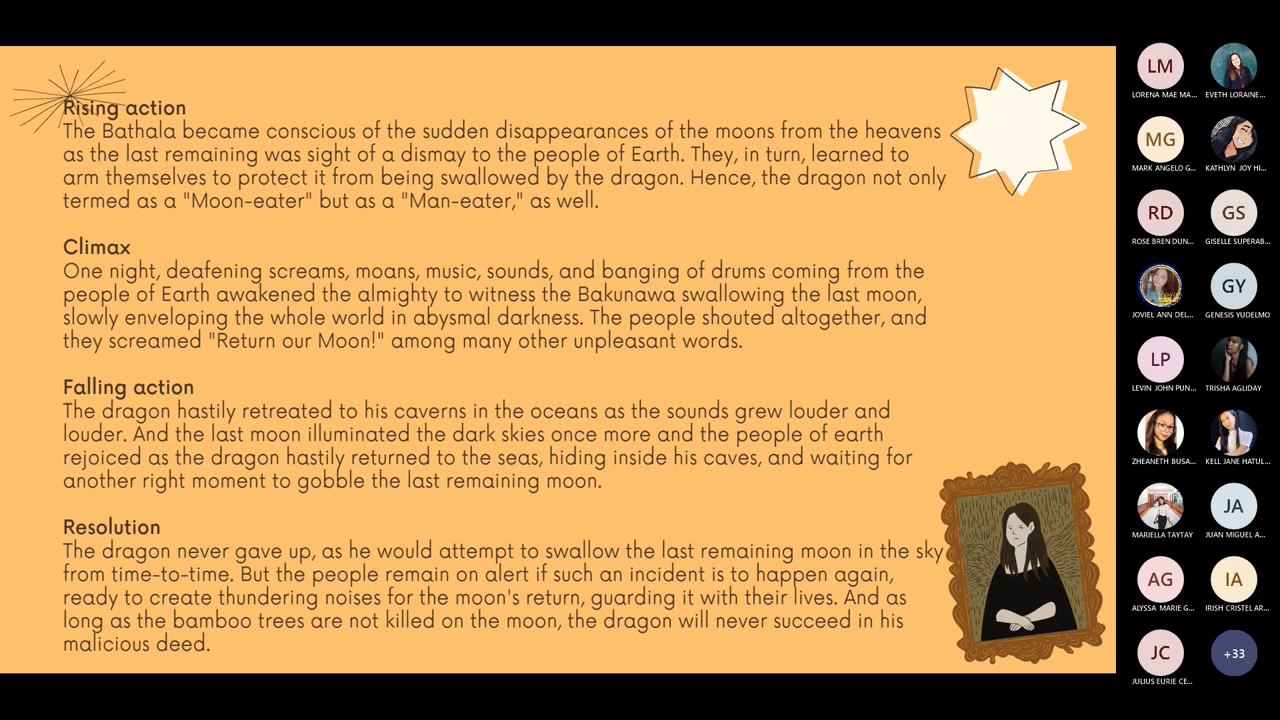 Rising action
The Bathala became conscious of the sudden disappearances of the moons from the heavens
as the last remaining was sight of a dismay to the people of Earth. They, in turn, learned to
arm themselves to protect it from being swallowed by the dragon. Hence, the dragon not only
termed as a "Moon-eater" but as a "Man-eater," as well.
Climax
One night, deafening screams, moans, music, sounds, and banging of drums coming from the
people of Earth awakened the almighty to witness the Bakunawa swallowing the last moon,
slowly enveloping the whole world in abysmal darkness. The people shouted altogether, and
they screamed "Return our Moon!" among many other unpleasant words.
Falling action
The dragon hastily retreated to his caverns in the oceans as the sounds grew louder and
louder. And the last moon illuminated the dark skies once more and the people of earth
rejoiced as the dragon hastily returned to the seas, hiding inside his caves, and waiting for
another right moment to gobble the last remaining moon.
Resolution
The dragon never gave up, as he would attempt to swallow the last remaining moon in the sky
from time-to-time. But the people remain on alert if such an incident is to happen again,
ready to create thundering noises for the moon's return, guarding it with their lives. And as
long as the bamboo trees are not killed on the moon, the dragon will never succeed in his
malicious deed.
LM
LORENA MAE MA...
EVETH LORAINE...
MG
MARK ANGELO G...
KATHLYN JOY HI...
RD
ROSE BREN DUN...
GS
GISELLE SUPERAB...
JOVIEL ANN DEL...
GY
GENESIS YUDELMO
LP
LEVIN JOHN PUN...
TRISHA AGLIDAY
ZHEANETH BUSA...
KELL JANE HATUL...
MARIELLA TAYTAY
JA
JUAN MIGUEL A...
AG
ALYSSA MARIE G...
IA
IRISH CRISTEL AR...
JC
JULIUS EURIE CE...
+33